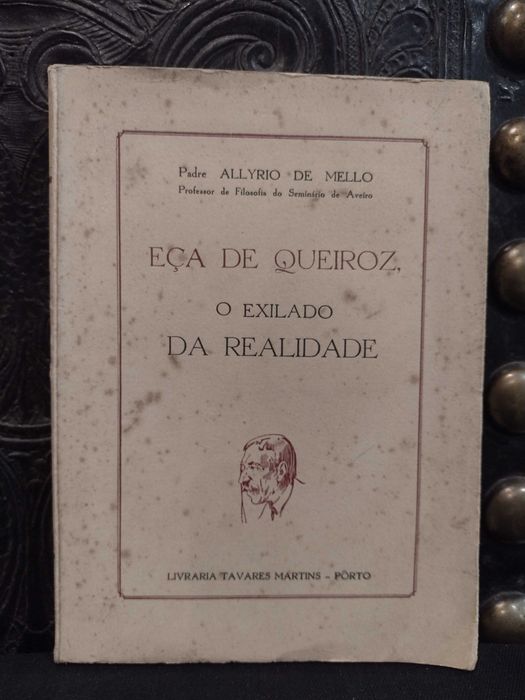 Padre ALLYRIO DE MELLO
Professor de Filosofia do Seminário de Aveiro
EÇA DE QUEIROZ,
O EXILADO
DA REALIDADE
LIVRARIA TAVARES MARTINS - PÔRTO